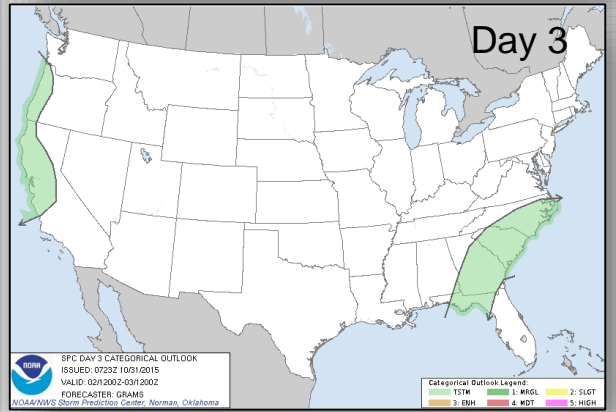 Day 3
NOAA
SPC DAY 3 CATEGORICAL OUTLOOK
ISSUED: 0723Z 10/31/2015
VALID: 02/1200Z-03/1200Z
FORECASTER: GRAMS
NOAA/NWS Storm Prediction Center, Norman, Oklahoma
Categorical Outlook Legend:
TSTM 1: MRGL 2: SLGT
3: ENH 4: MDT 5: HIGH